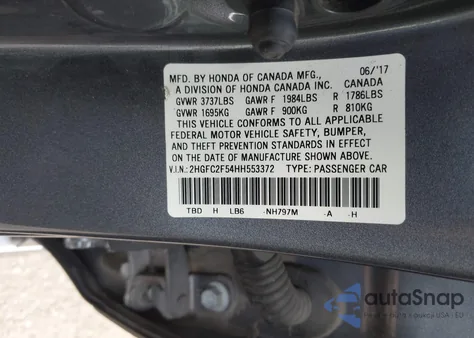 MFD. BY HONDA OF CANADA MFG., 06/'17
A DIVISION OF HONDA CANADA INC. CANADA
GVWR 3737LBS GAWR F 1984LBS R 1786LBS
GVWR 1695KG GAWR F 900KG R 810KG
THIS VEHICLE CONFORMS TO ALL APPLICABLE
FEDERAL MOTOR VEHICLE SAFETY, BUMPER,
AND THEFT PREVENTION STANDARDS IN EFFECT
ON THE DATE OF MANUFACTURE SHOWN ABOVE.
V.I.N.: 2HGFC2F54HH553372 TYPE: PASSENGER CAR
TBD H LB6 -NH797M -A -H
autoSnap